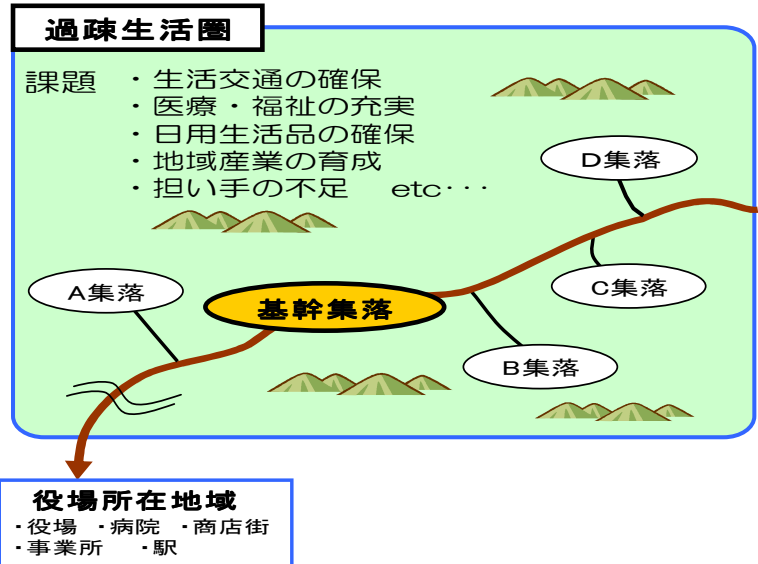 過疎生活圏
課題 ・生活交通の確保
・医療・福祉の充実
・日用生活品の確保
・地域産業の育成
・担い手の不足 etc･･･
D集落
A集落
C集落
基幹集落
B集落
役場所在地域
・役場 ・病院 ・商店街
・事業所 ・駅